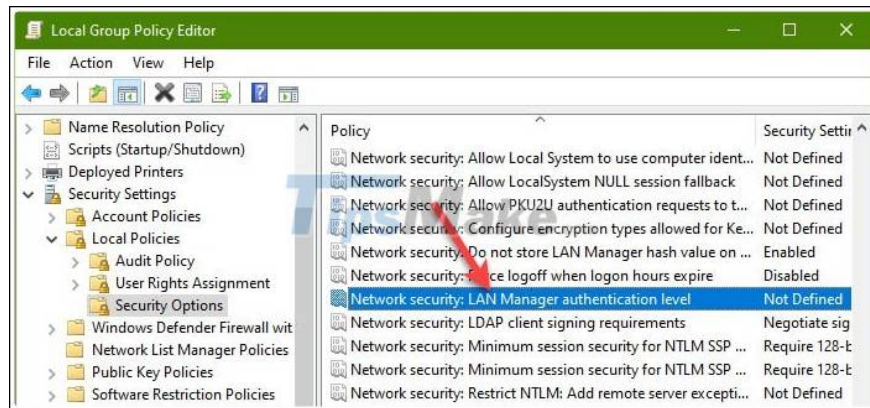 Local Group Policy Editor
File Action View Help
Name Resolution Policy
Scripts (Startup/Shutdown)
Deployed Printers
Security Settings
Account Policies
Local Policies
Audit Policy
User Rights Assignment
Security Options
Windows Defender Firewall wit
Network List Manager Policies
Public Key Policies
Software Restriction Policies
Policy Security Settin
Network security: Allow Local System to use computer ident... Not Defined
Network security: Allow LocalSystem NULL session fallback Not Defined
Network security: Allow PKU2U authentication requests to t... Not Defined
Network security: Configure encryption types allowed for Ke... Not Defined
Network security: Do not store LAN Manager hash value on ... Enabled
Network security: Force logoff when logon hours expire Disabled
Network security: LAN Manager authentication level Not Defined
Network security: LDAP client signing requirements Negotiate sig
Network security: Minimum session security for NTLM SSP ... Require 128-b
Network security: Minimum session security for NTLM SSP ... Require 128-b
Network security: Restrict NTLM: Add remote server excepti... Not Defined
TipsMake